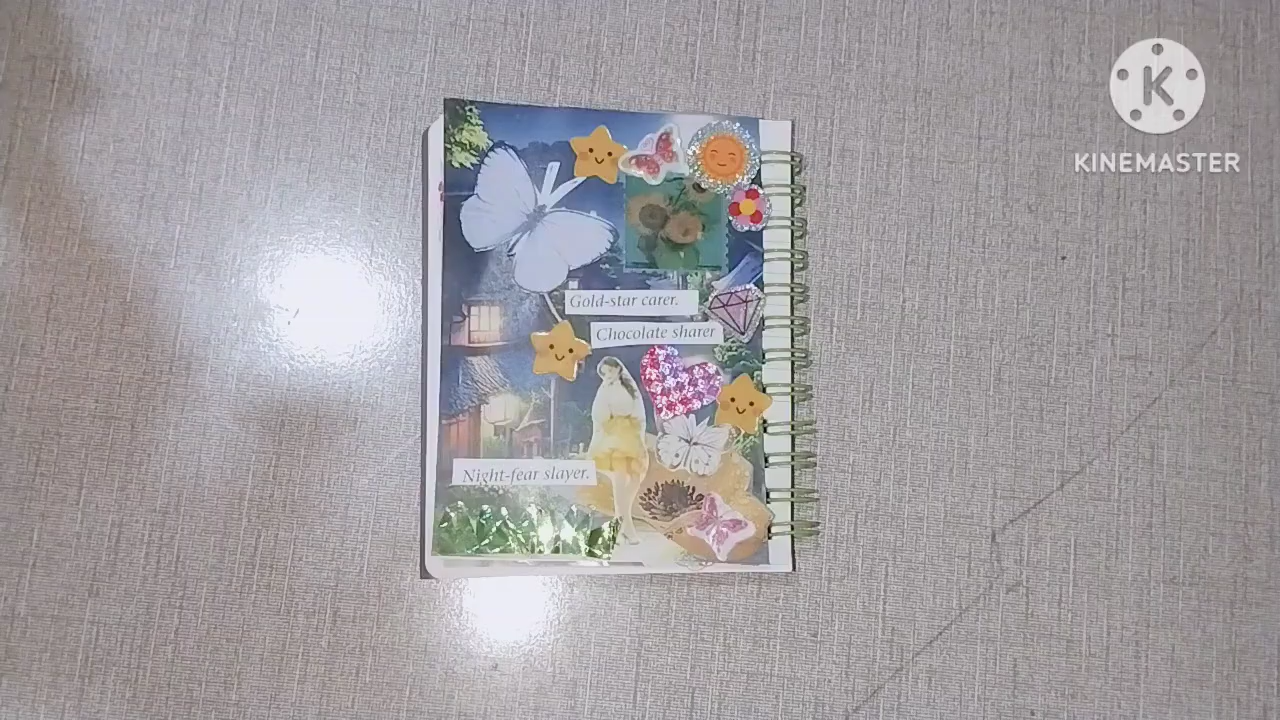 K
KINEMASTER
Gold-star carer.
Chocolate sharer
Night-fear slayer.